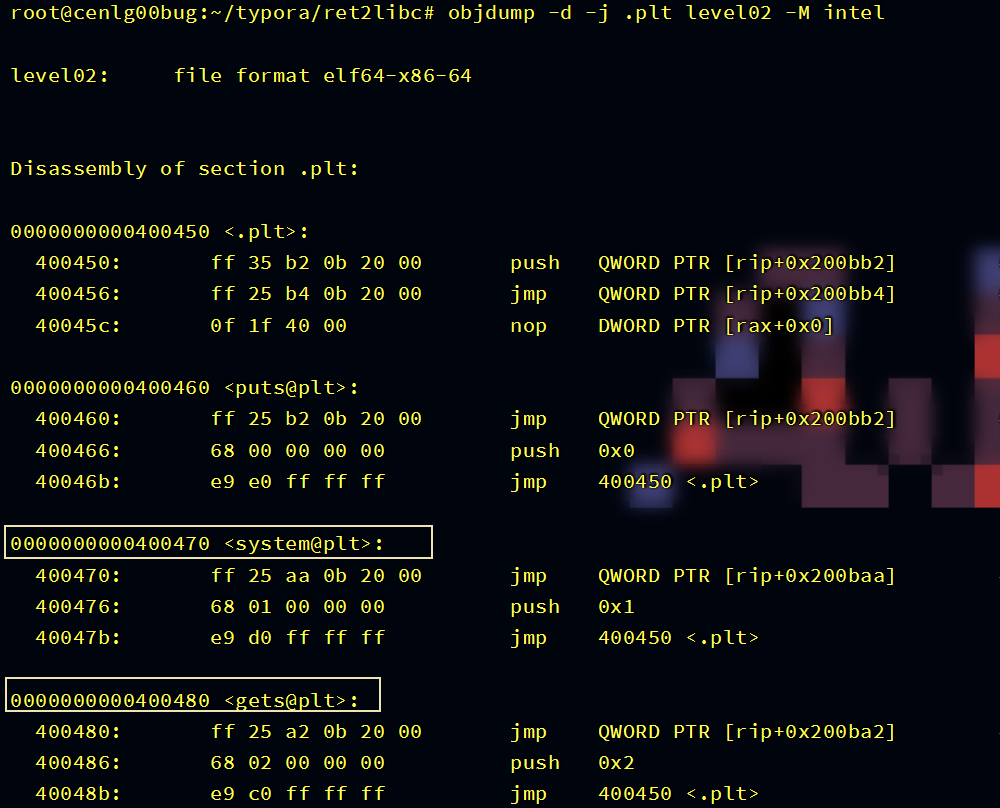 root@cenlg00bug:~/typora/ret2libc# objdump -d -j .plt level02 -M intel
level02:     file format elf64-x86-64
Disassembly of section .plt:
0000000000400450 <.plt>:
  400450:	ff 35 b2 0b 20 00    	push   QWORD PTR [rip+0x200bb2]
  400456:	ff 25 b4 0b 20 00    	jmp    QWORD PTR [rip+0x200bb4]
  40045c:	0f 1f 40 00          	nop    DWORD PTR [rax+0x0]
0000000000400460 <puts@plt>:
  400460:	ff 25 b2 0b 20 00    	jmp    QWORD PTR [rip+0x200bb2]
  400466:	68 00 00 00 00       	push   0x0
  40046b:	e9 e0 ff ff ff       	jmp    400450 <.plt>
0000000000400470 <system@plt>:
  400470:	ff 25 aa 0b 20 00    	jmp    QWORD PTR [rip+0x200baa]
  400476:	68 01 00 00 00       	push   0x1
  40047b:	e9 d0 ff ff ff       	jmp    400450 <.plt>
0000000000400480 <gets@plt>:
  400480:	ff 25 a2 0b 20 00    	jmp    QWORD PTR [rip+0x200ba2]
  400486:	68 02 00 00 00       	push   0x2
  40048b:	e9 c0 ff ff ff       	jmp    400450 <.plt>